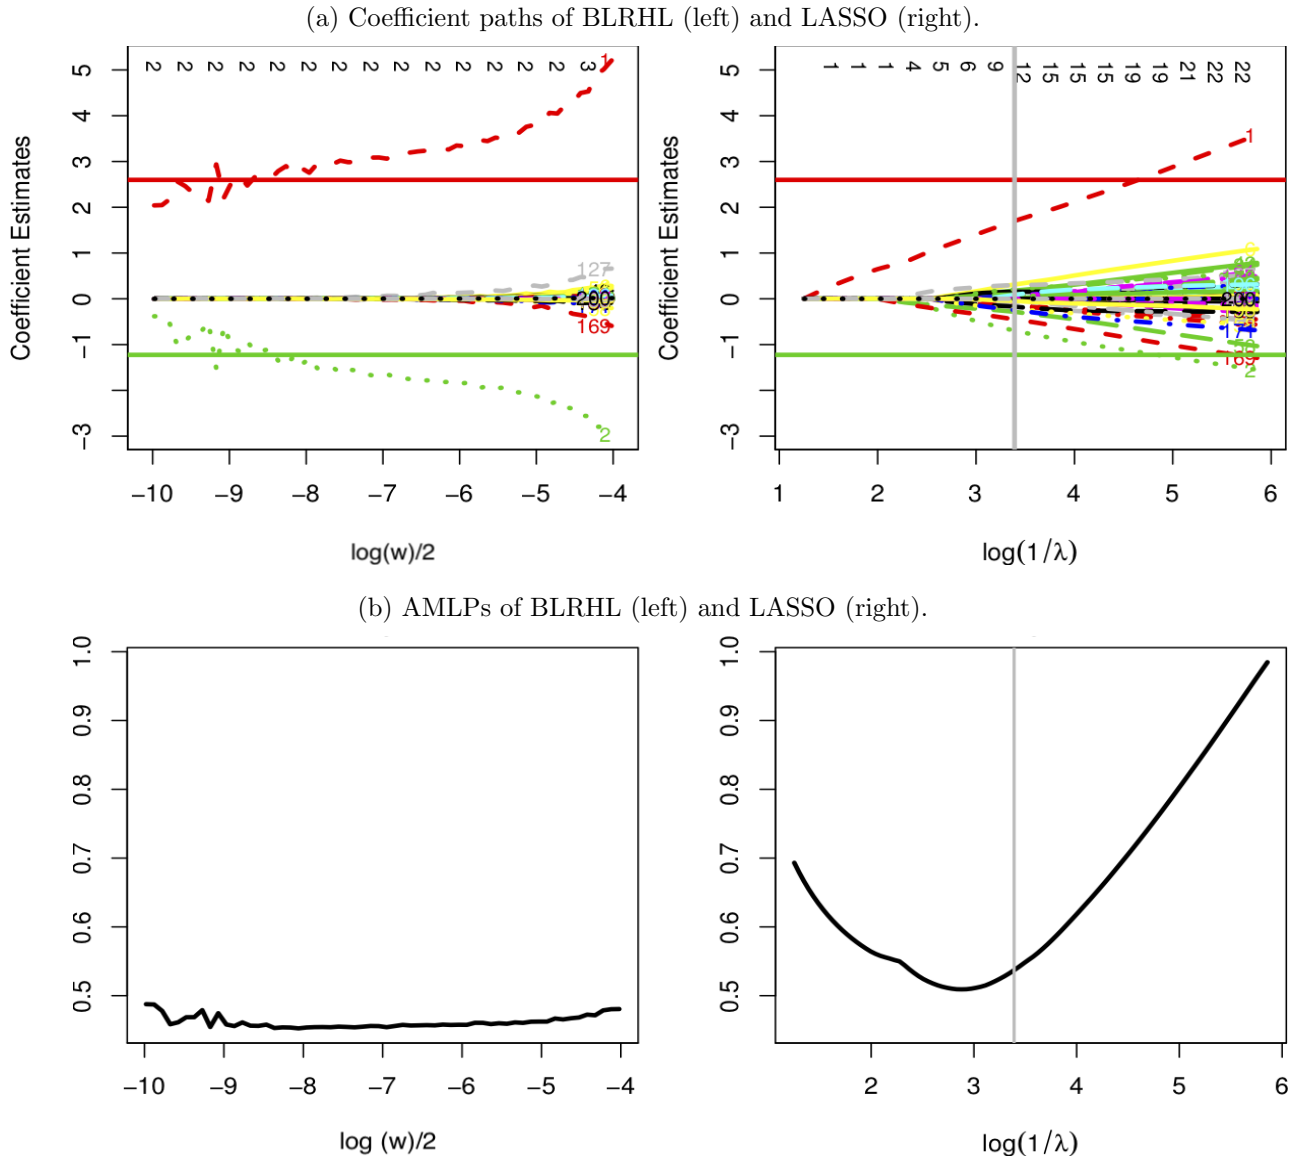 (a) Coefficient paths of BLRHL (left) and LASSO (right).
2 2 2 2 2 2 2 2 2 2 2 2 2 2 3
1
5
4
3
2
1
0
−1
−3
Coefficient Estimates
127
200
169
2
−10 −9 −8 −7 −6 −5 −4
log(w)/2
1 1 1 4 5 6 9 12 15 15 15 19 19 21 22 22
1
5
4
3
2
1
0
−1
−3
Coefficient Estimates
6
200
171
169
2
1 2 3 4 5 6
log(1/λ)
(b) AMLPs of BLRHL (left) and LASSO (right).
1.0
0.9
0.8
0.7
0.6
0.5
−10 −9 −8 −7 −6 −5 −4
log (w)/2
1.0
0.9
0.8
0.7
0.6
0.5
2 3 4 5 6
log(1/λ)